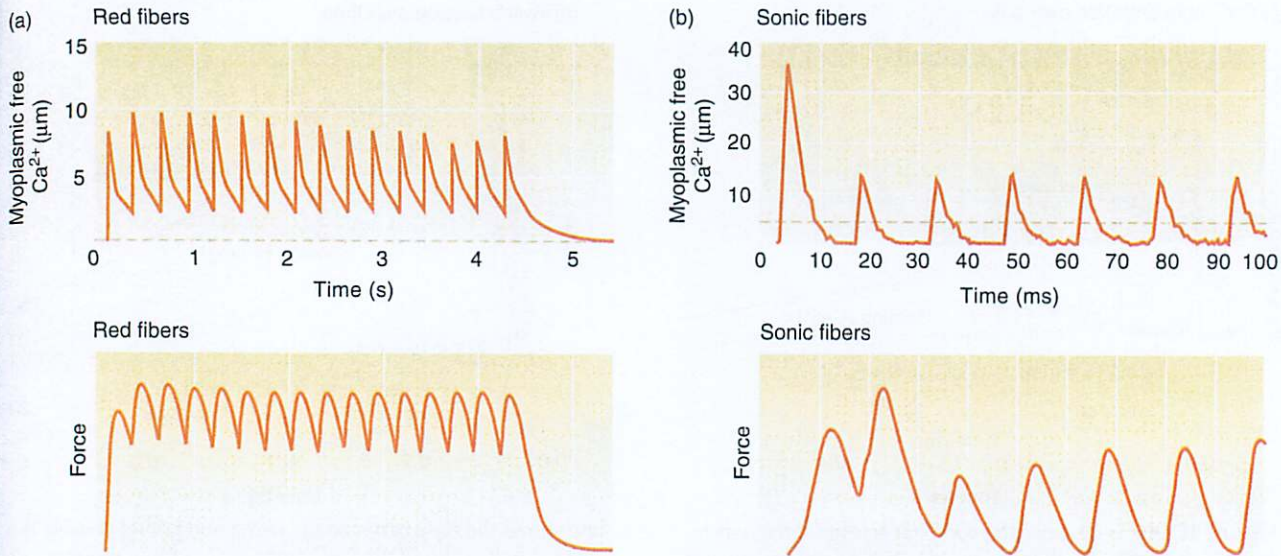 (a)
Red fibers
Myoplasmic free
Ca²⁺ (μm)
15
10
5
0 1 2 3 4 5
Time (s)
Red fibers
Force
(b)
Sonic fibers
Myoplasmic free
Ca²⁺ (μm)
40
30
20
10
0 10 20 30 40 50 60 70 80 90 100
Time (ms)
Sonic fibers
Force